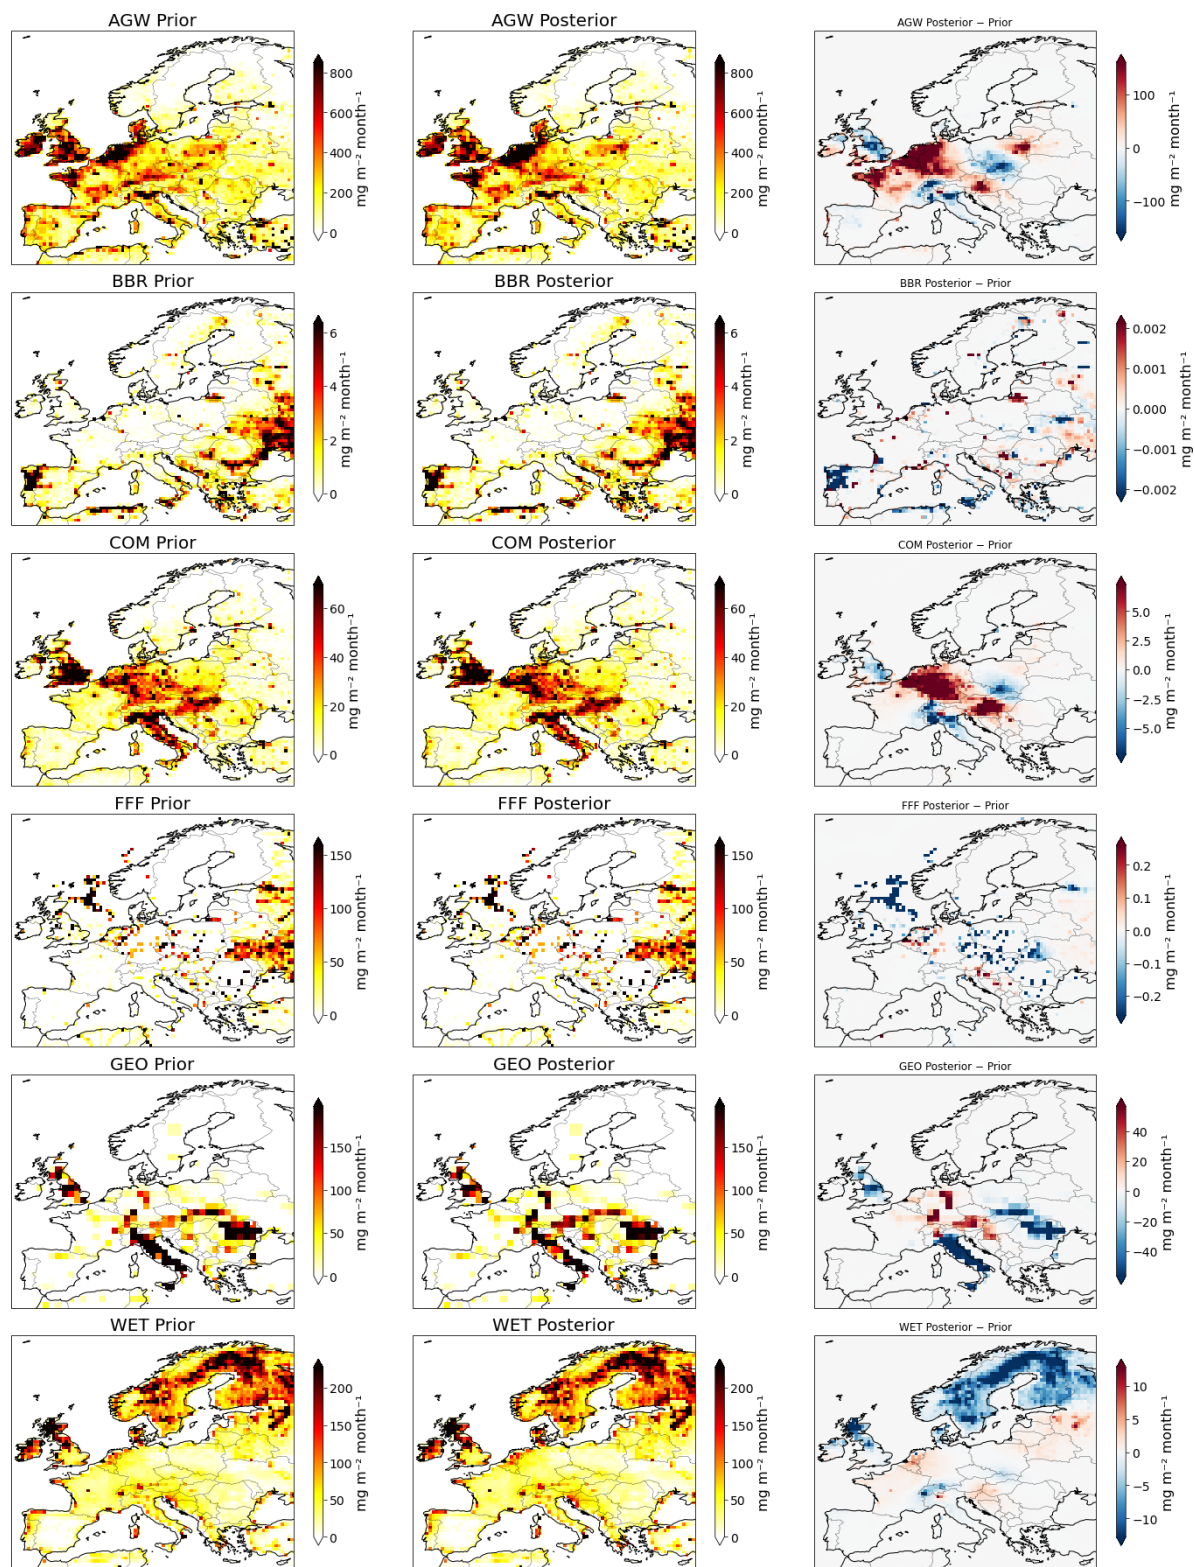 AGW Prior
AGW Posterior
AGW Posterior − Prior
800
600
400
200
0
mg m⁻² month⁻¹
800
600
400
200
0
mg m⁻² month⁻¹
100
0
−100
mg m⁻² month⁻¹
BBR Prior
BBR Posterior
BBR Posterior − Prior
6
4
2
0
mg m⁻² month⁻¹
6
4
2
0
mg m⁻² month⁻¹
0.002
0.001
0.000
−0.001
−0.002
mg m⁻² month⁻¹
COM Prior
COM Posterior
COM Posterior − Prior
60
40
20
0
mg m⁻² month⁻¹
60
40
20
0
mg m⁻² month⁻¹
5.0
2.5
0.0
−2.5
−5.0
mg m⁻² month⁻¹
FFF Prior
FFF Posterior
FFF Posterior − Prior
150
100
50
0
mg m⁻² month⁻¹
150
100
50
0
mg m⁻² month⁻¹
0.2
0.1
0.0
−0.1
−0.2
mg m⁻² month⁻¹
GEO Prior
GEO Posterior
GEO Posterior − Prior
150
100
50
0
mg m⁻² month⁻¹
150
100
50
0
mg m⁻² month⁻¹
40
20
0
−20
−40
mg m⁻² month⁻¹
WET Prior
WET Posterior
WET Posterior − Prior
200
150
100
50
0
mg m⁻² month⁻¹
200
150
100
50
0
mg m⁻² month⁻¹
10
5
0
−5
−10
mg m⁻² month⁻¹